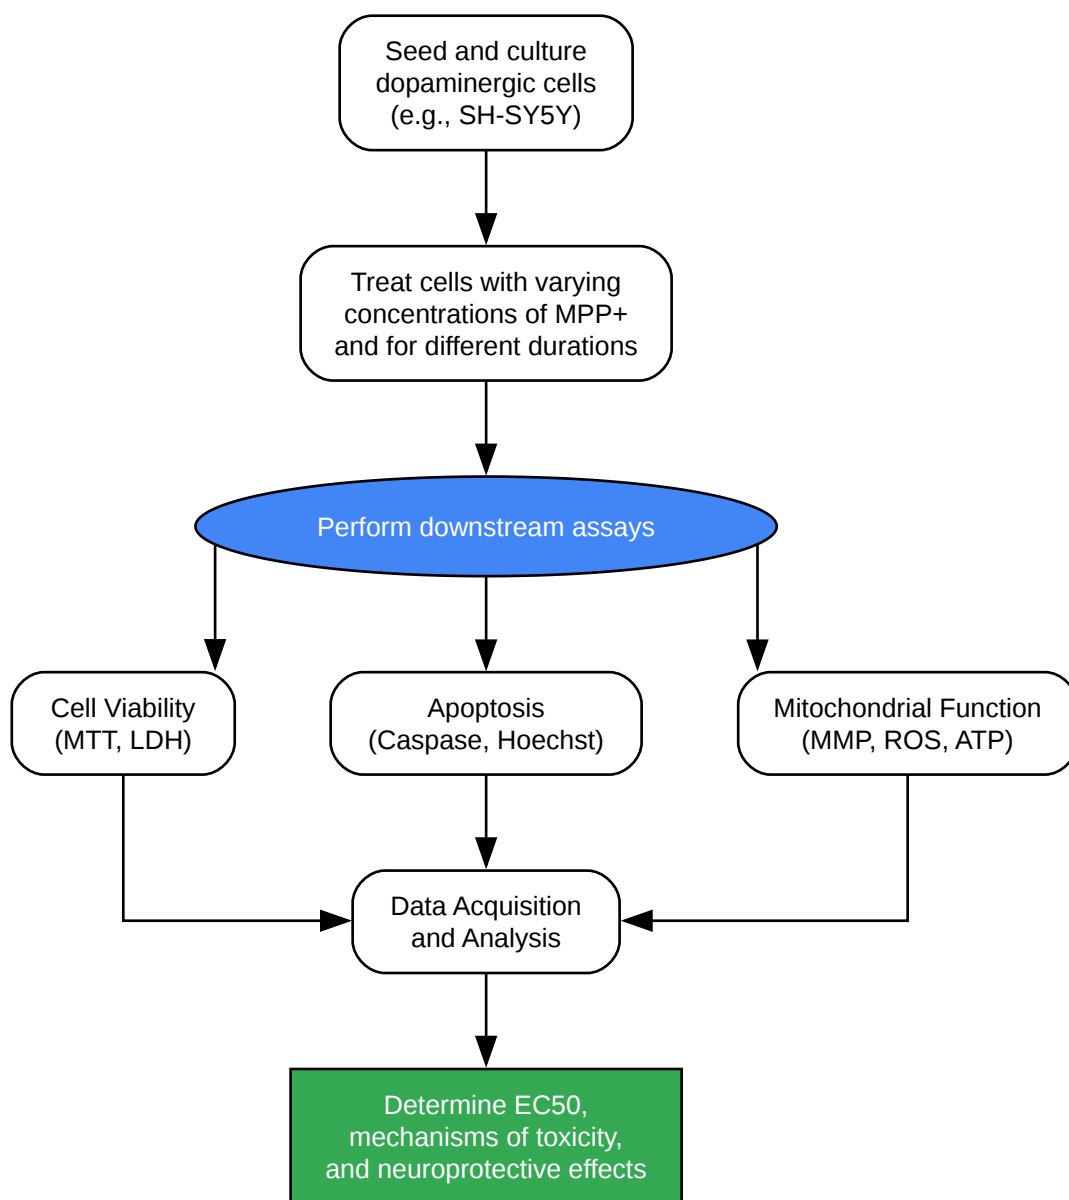 Seed and culture
dopaminergic cells
(e.g., SH-SY5Y)
Treat cells with varying
concentrations of MPP+
and for different durations
Perform downstream assays
Cell Viability
(MTT, LDH)
Apoptosis
(Caspase, Hoechst)
Mitochondrial Function
(MMP, ROS, ATP)
Data Acquisition
and Analysis
Determine EC50,
mechanisms of toxicity,
and neuroprotective effects